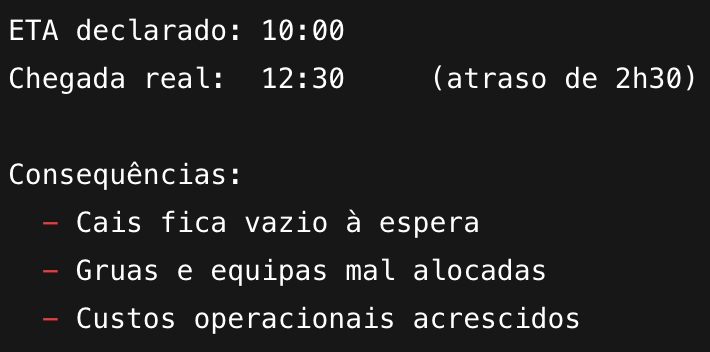 ETA declarado: 10:00
Chegada real:  12:30     (atraso de 2h30)
Consequências:
  - Cais fica vazio à espera
  - Gruas e equipas mal alocadas
  - Custos operacionais acrescidos